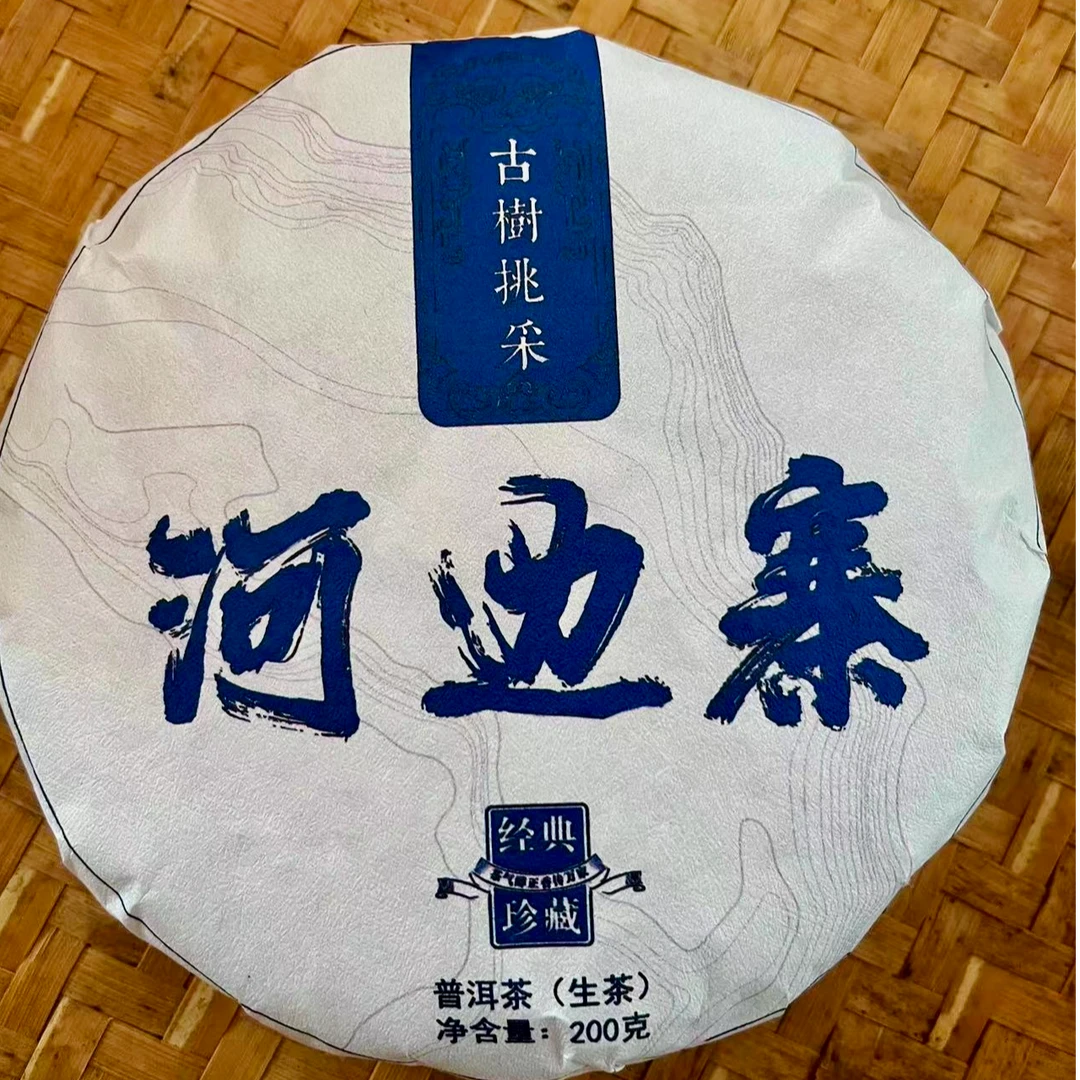 古樹挑采
河边寨
经典
珍藏
普洱茶（生茶）
净含量：200克